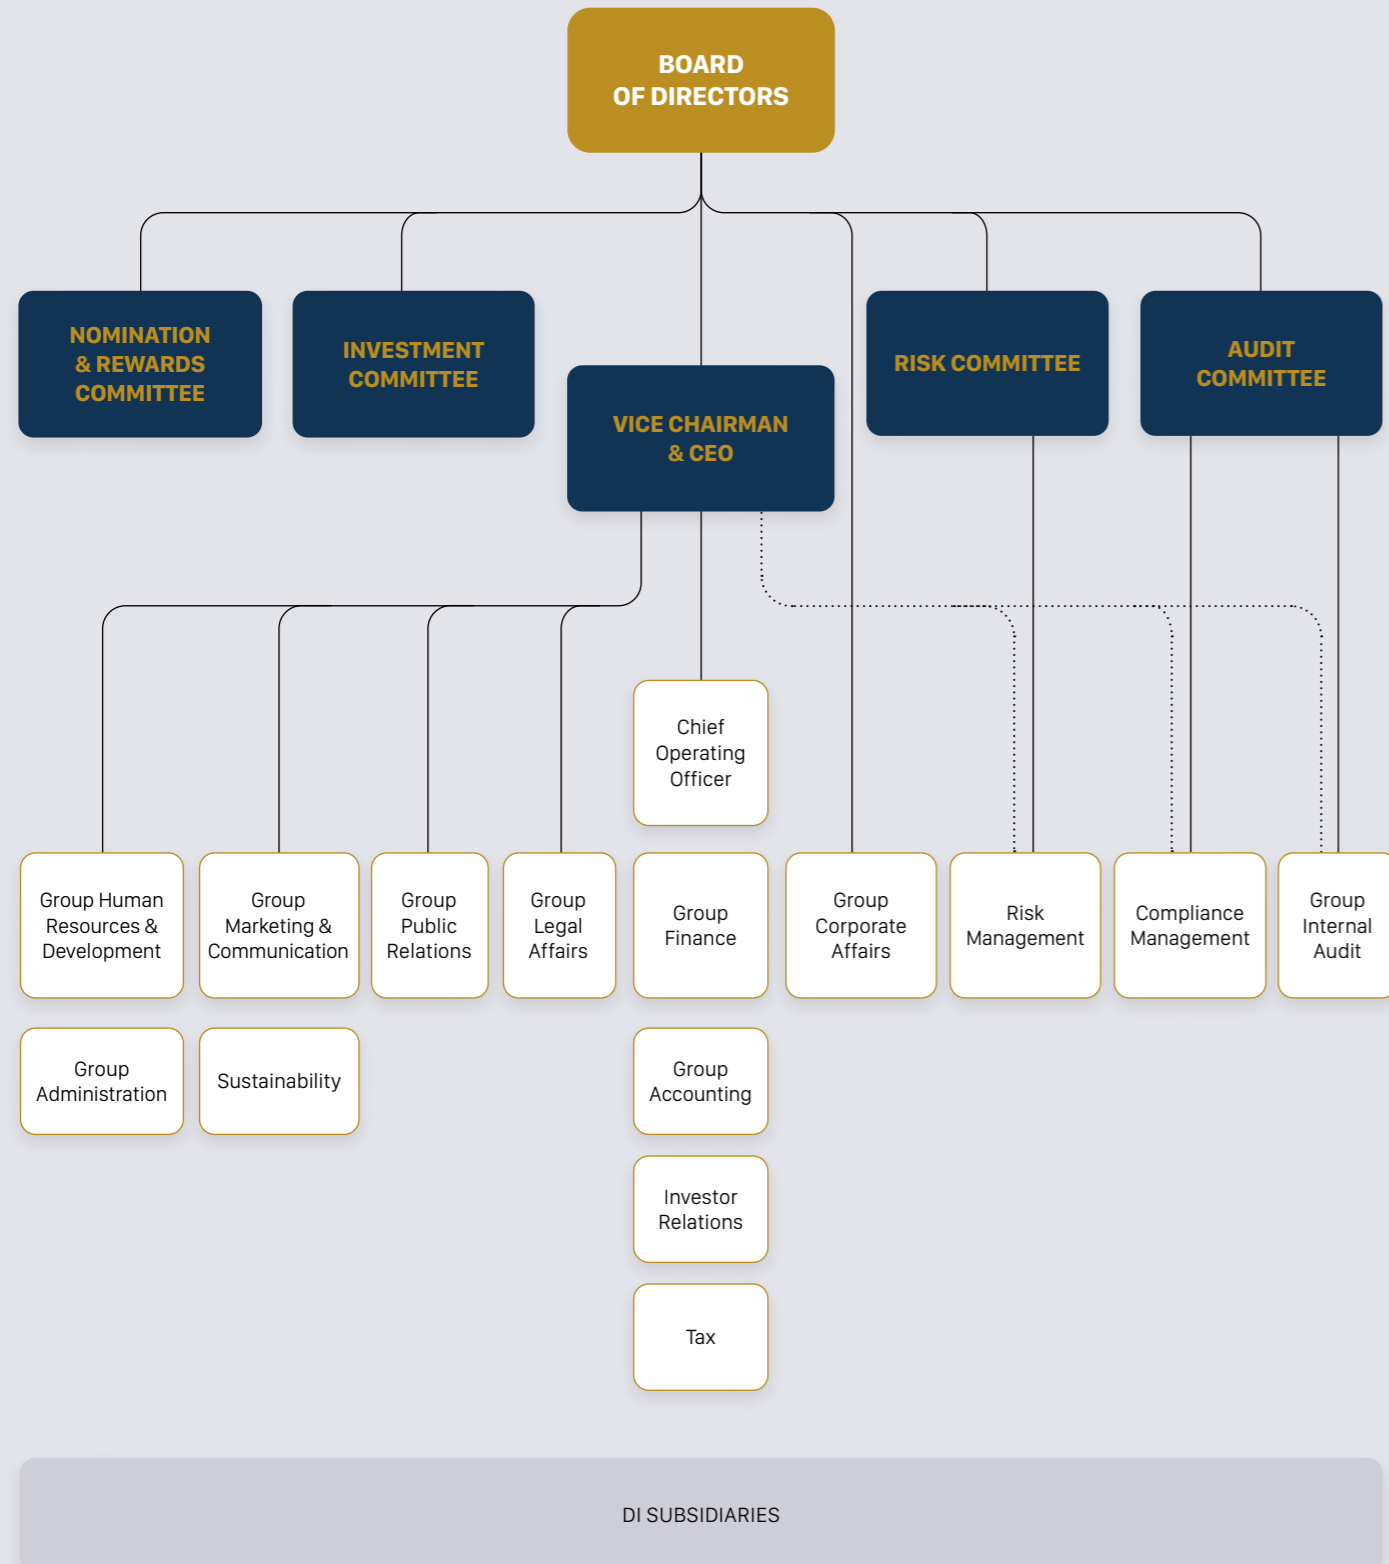 BOARD
OF DIRECTORS
NOMINATION
& REWARDS
COMMITTEE
INVESTMENT
COMMITTEE
VICE CHAIRMAN
& CEO
RISK COMMITTEE
AUDIT
COMMITTEE
Chief
Operating
Officer
Group Human
Resources &
Development
Group
Marketing &
Communication
Group
Public
Relations
Group
Legal
Affairs
Group
Finance
Group
Corporate
Affairs
Risk
Management
Compliance
Management
Group
Internal
Audit
Group
Administration
Sustainability
Group
Accounting
Investor
Relations
Tax
DI SUBSIDIARIES